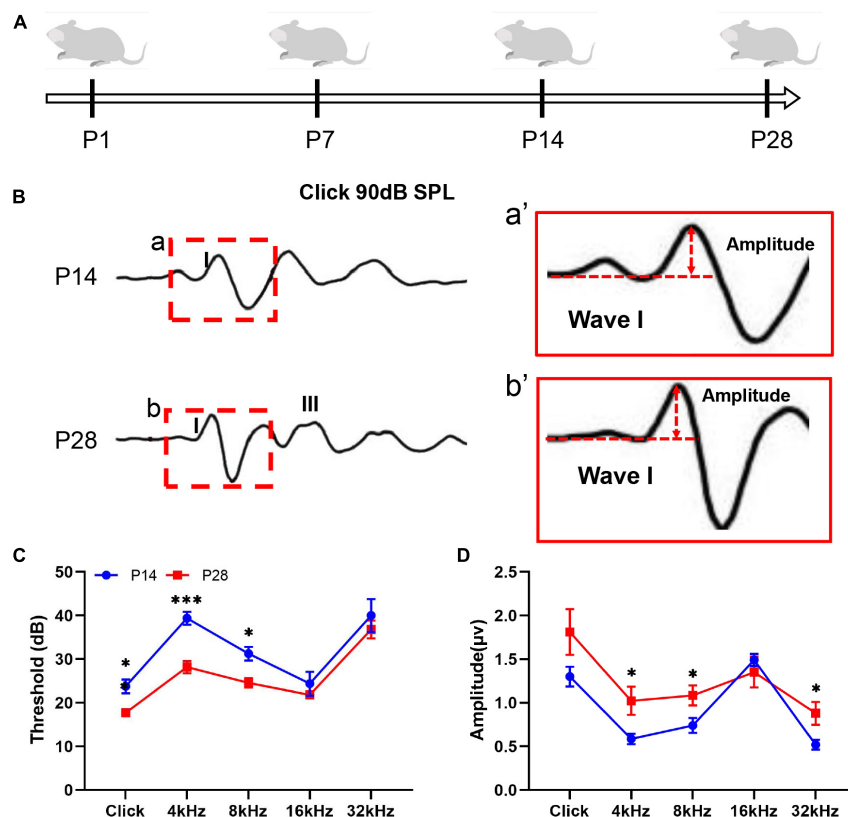 A
P1 P7 P14 P28
B
Click 90dB SPL
a
I
P14
a’
Amplitude
Wave I
b
I
III
P28
b’
Amplitude
Wave I
C
P14 P28
Threshold (dB)
50
40
30
20
10
0
*
*
***
*
Click 4kHz 8kHz 16kHz 32kHz
D
Amplitude(μv)
2.5
2.0
1.5
1.0
0.5
0.0
* * *
Click 4kHz 8kHz 16kHz 32kHz